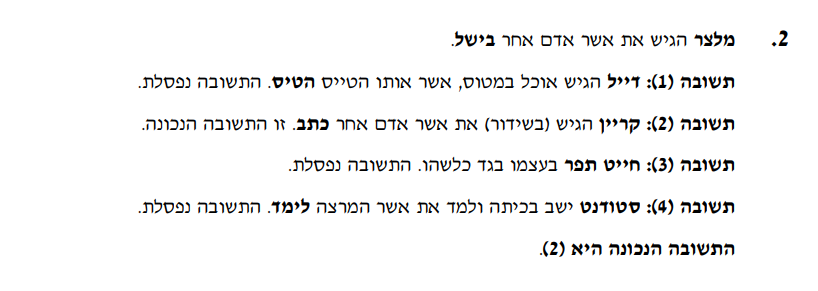 2. מלצר הגיש את אשר אדם אחר בישל.
תשובה (1): דייל הגיש אוכל במטוס, אשר אותו הטייס הטיס. התשובה נפסלת.
תשובה (2): קריין הגיש (בשידור) את אשר אדם אחר כתב. זו התשובה הנכונה.
תשובה (3): חייט תפר בעצמו בגד כלשהו. התשובה נפסלת.
תשובה (4): סטודנט ישב בכיתה ולמד את אשר המרצה לימד. התשובה נפסלת.
התשובה הנכונה היא (2).